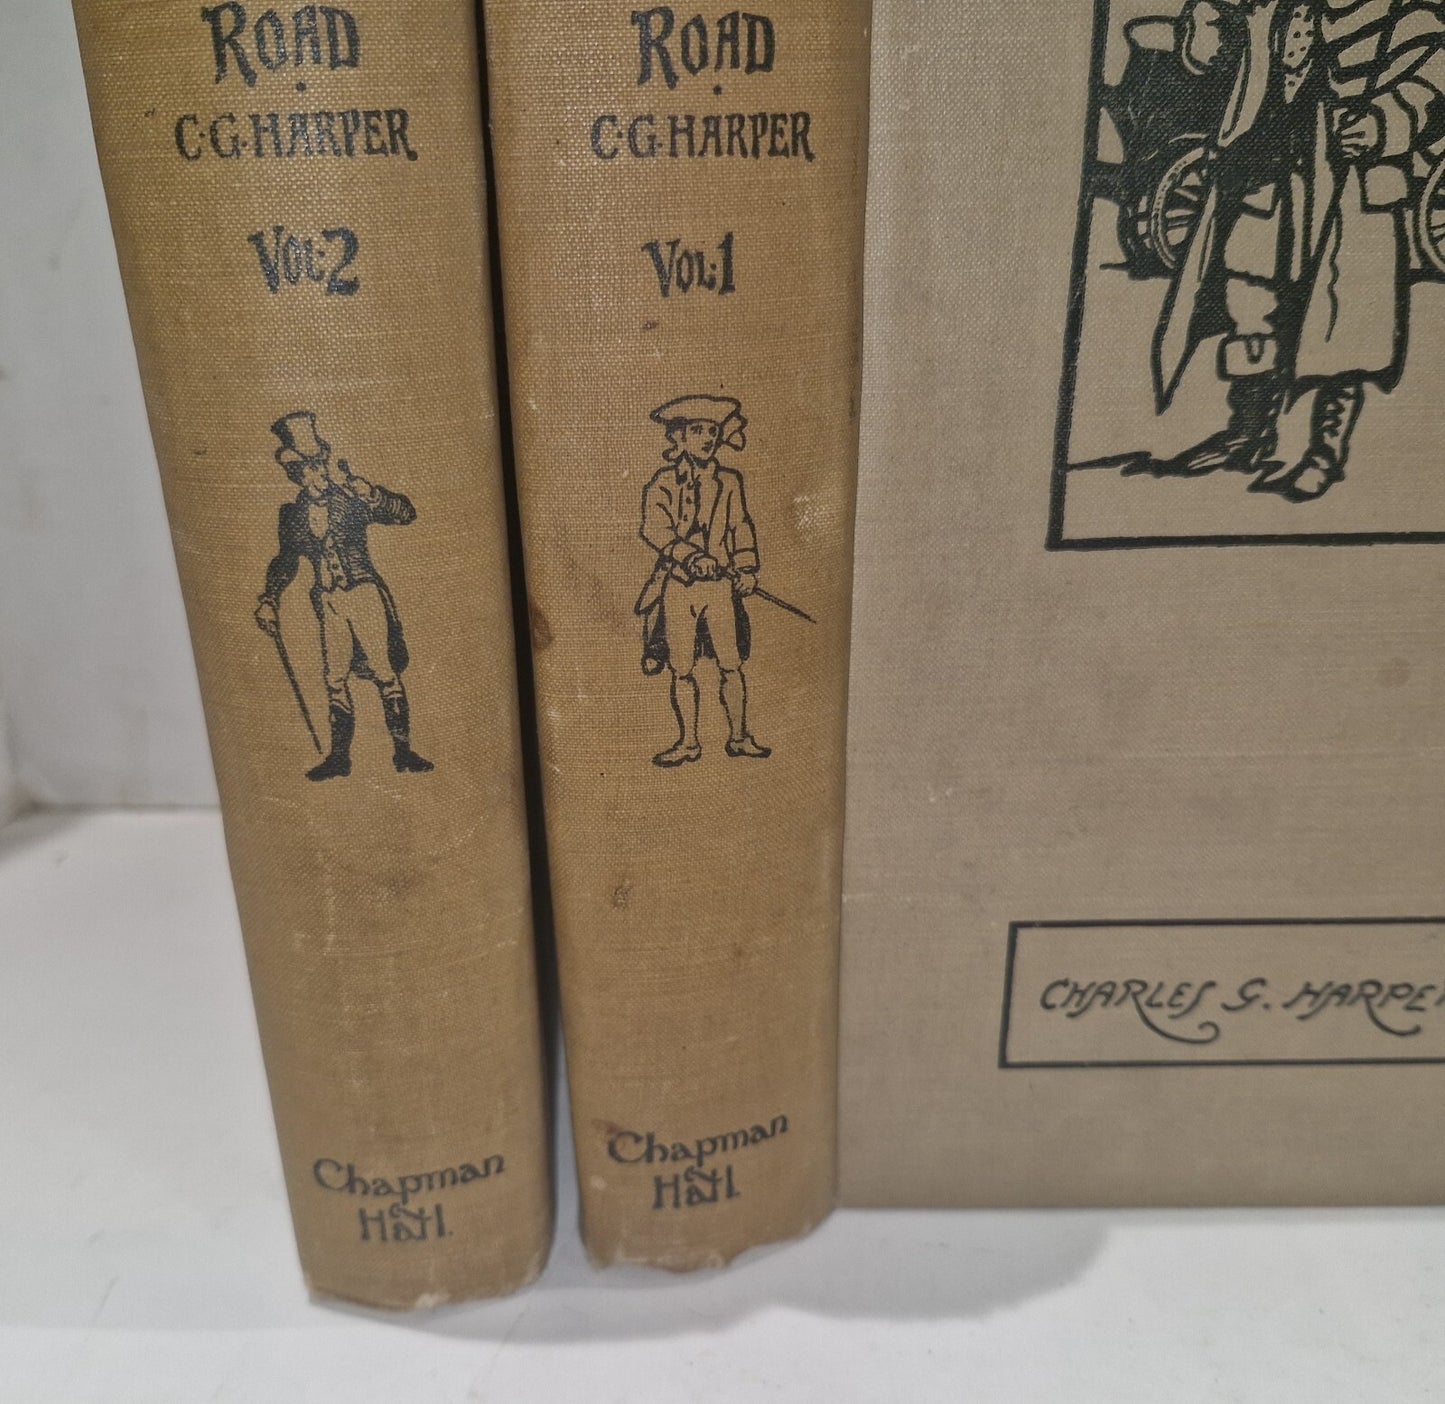 ROAD
C·G·HARPER
VOL·2
Chapman
& Hall.
ROAD
C·G·HARPER
VOL·1
Chapman
& Hall.
CHARLES G. HARPER